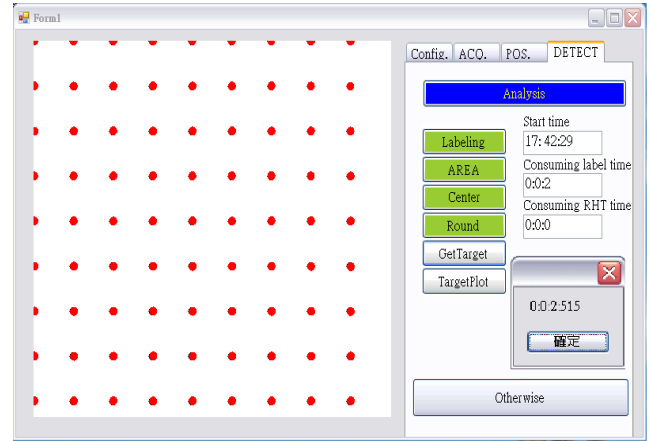 Form1
Config. ACQ. POS. DETECT
Analysis
Start time
17:42:29
Labeling
Consuming label time
AREA
0:0:2
Center
Consuming RHT time
Round
0:0:0
GetTarget
TargetPlot
0:0:2:515
確定
Otherwise